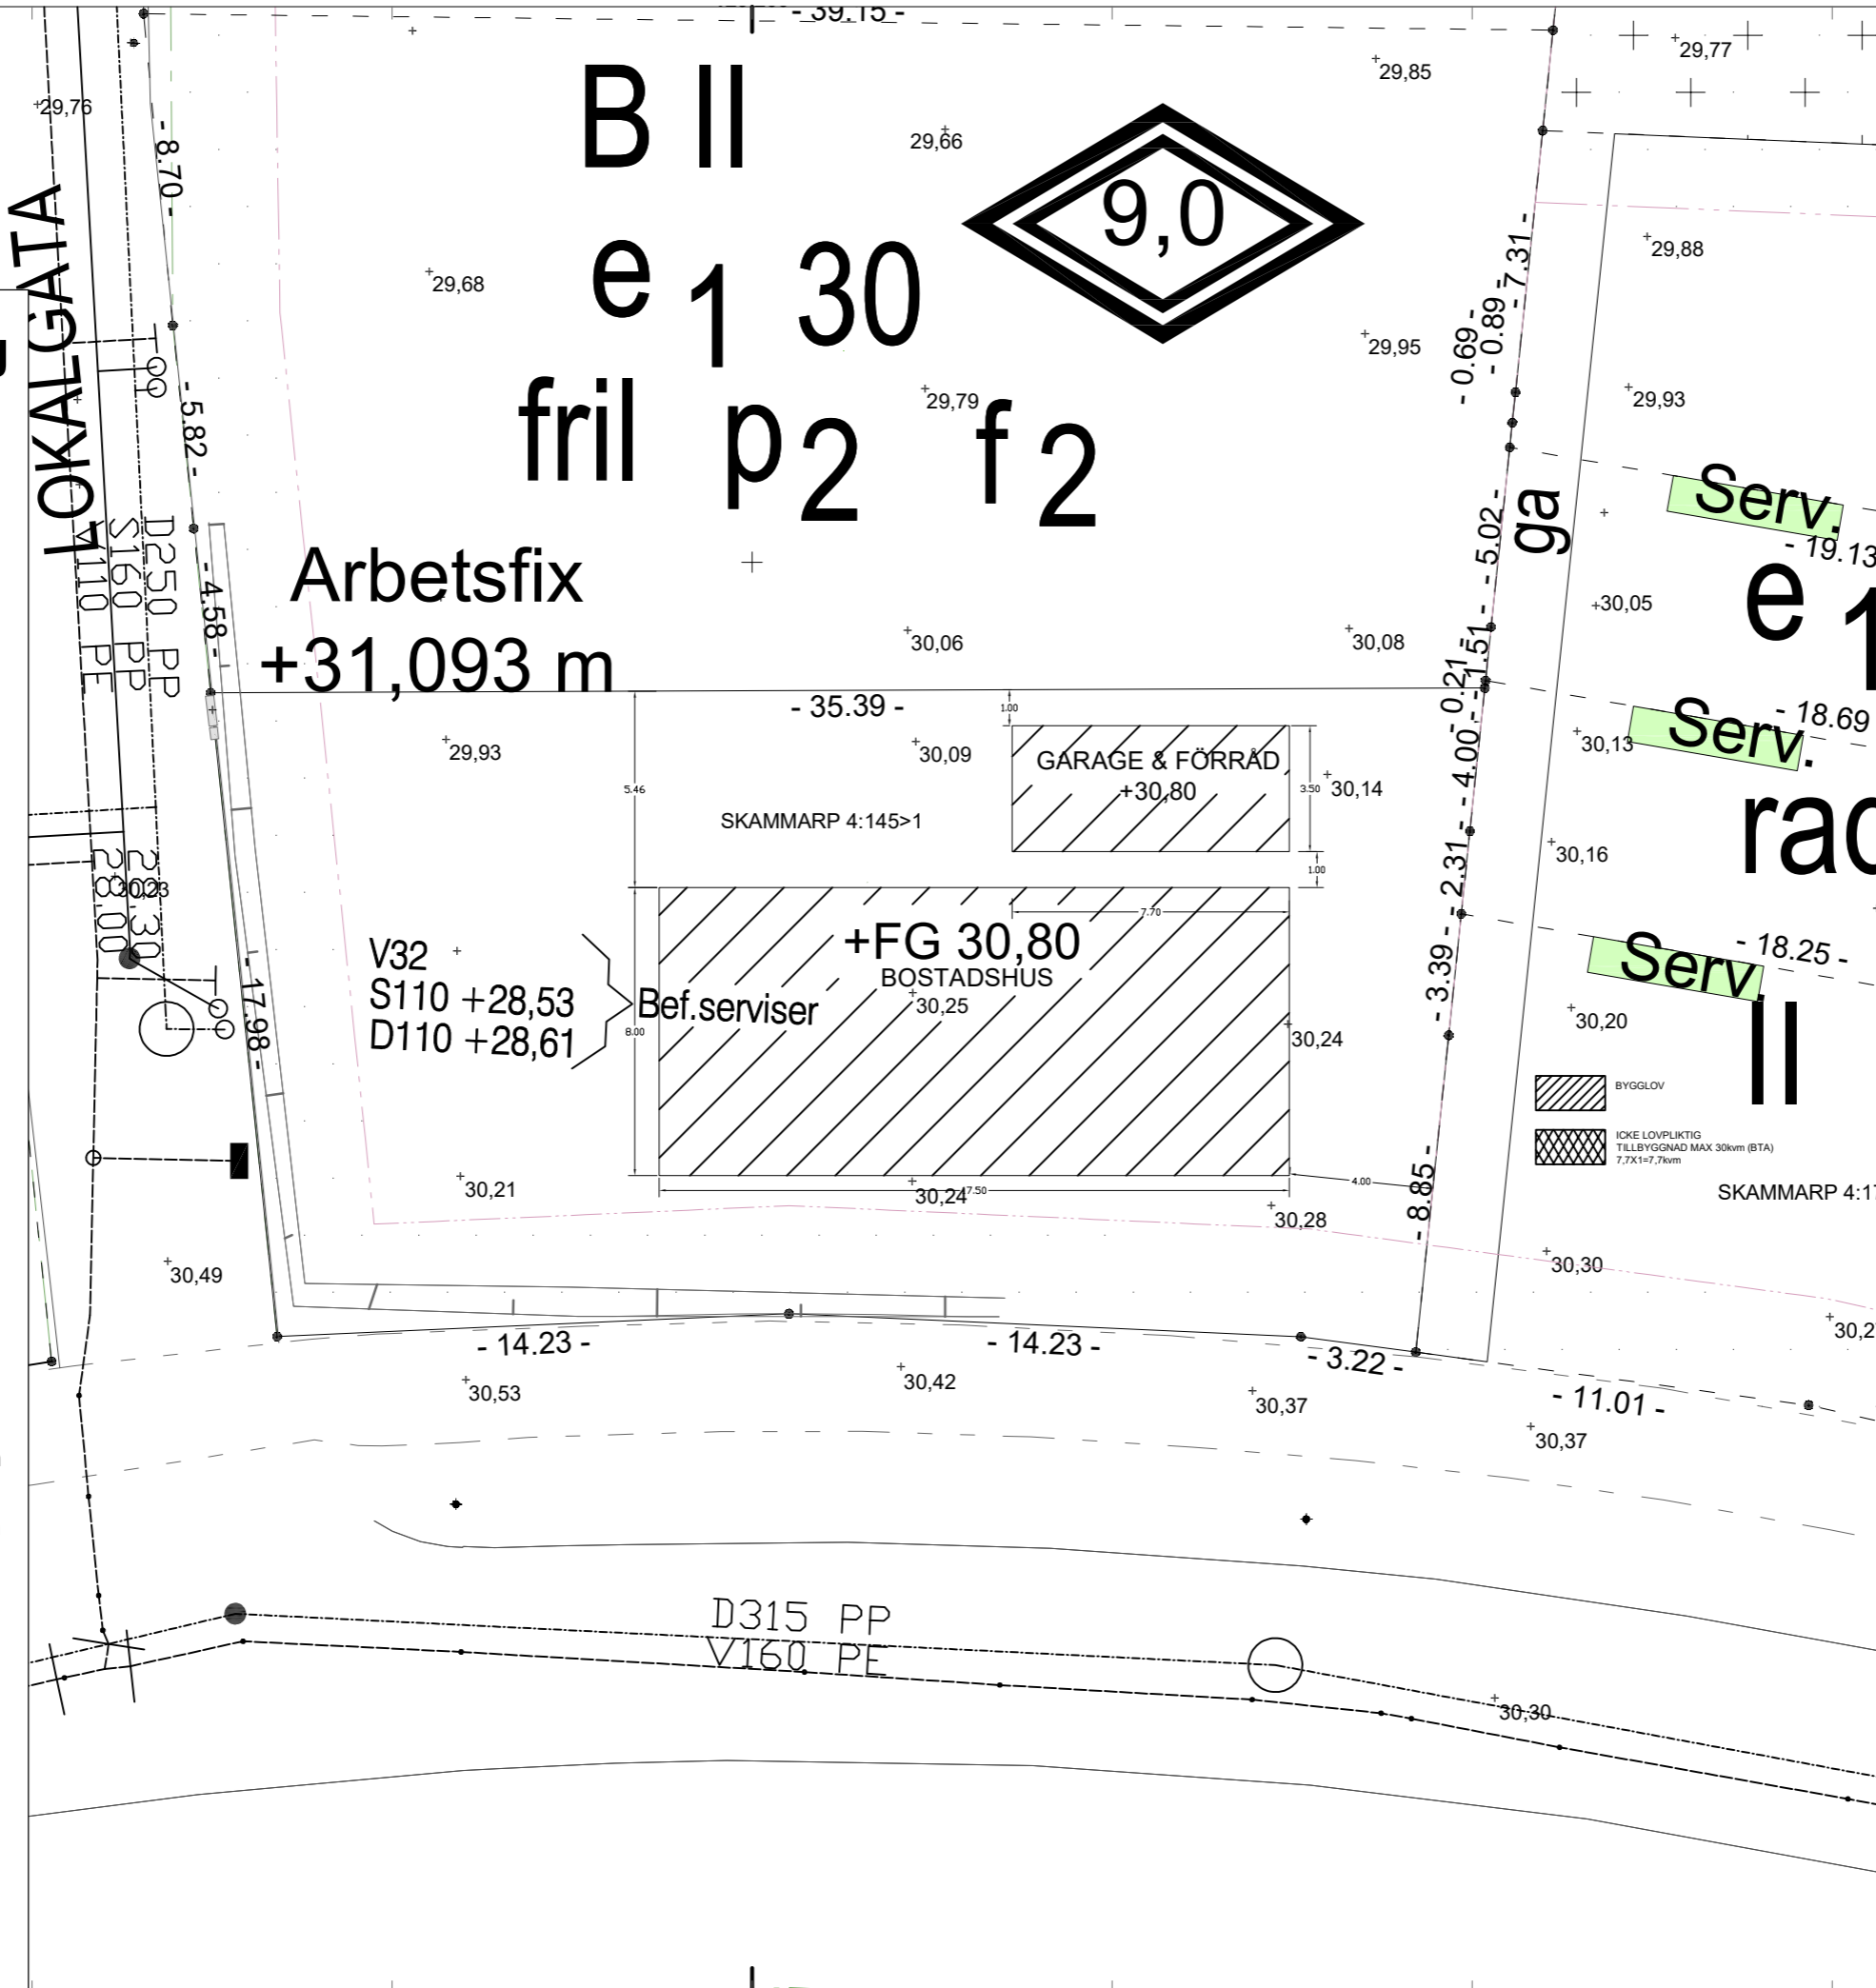 - 39.15 -
29,77
29,85
B II
29,76
29,66
- 8.70 -
9,0
LOKALGATA
29,88
- 7.31 -
29,68
e 1 30
- 0.89 -
- 0.69 -
29,95
29,93
29,79
fril p2 f2
- 5.82 -
Serv.
ga
- 19.13
- 5.02 -
D250 PP
S160 PP
V110 PE
Arbetsfix
e 1
- 4.58 -
30,05
30,06
30,08
+31,093 m
- 1.51 -
- 0.21 -
- 35.39 -
1.00
- 18.69
Serv.
29,93
30,09
30,13
GARAGE & FÖRRÅD
+30,80
5.46
3.50
30,14
- 4.00 -
SKAMMARP 4:145>1
rad
30,16
1.00
- 2.31 -
30,23
28.30
28.00
7.70
+FG 30,80
BOSTADSHUS
30,25
V32
S110 +28,53
D110 +28,61
Bef.serviser
8.00
- 18.25 -
Serv.
- 3.39 -
- 17.98 -
30,20
30,24
II
BYGGLOV
ICKE LOVPLIKTIG
TILLBYGGNAD MAX 30kvm (BTA)
7,7X1=7,7kvm
30,21
30,24
17.50
4.00
- 8.85 -
SKAMMARP 4:17
30,28
30,49
30,30
30,2
- 14.23 -
- 14.23 -
- 3.22 -
30,53
30,42
30,37
- 11.01 -
30,37
D315 PP
V160 PE
30,30